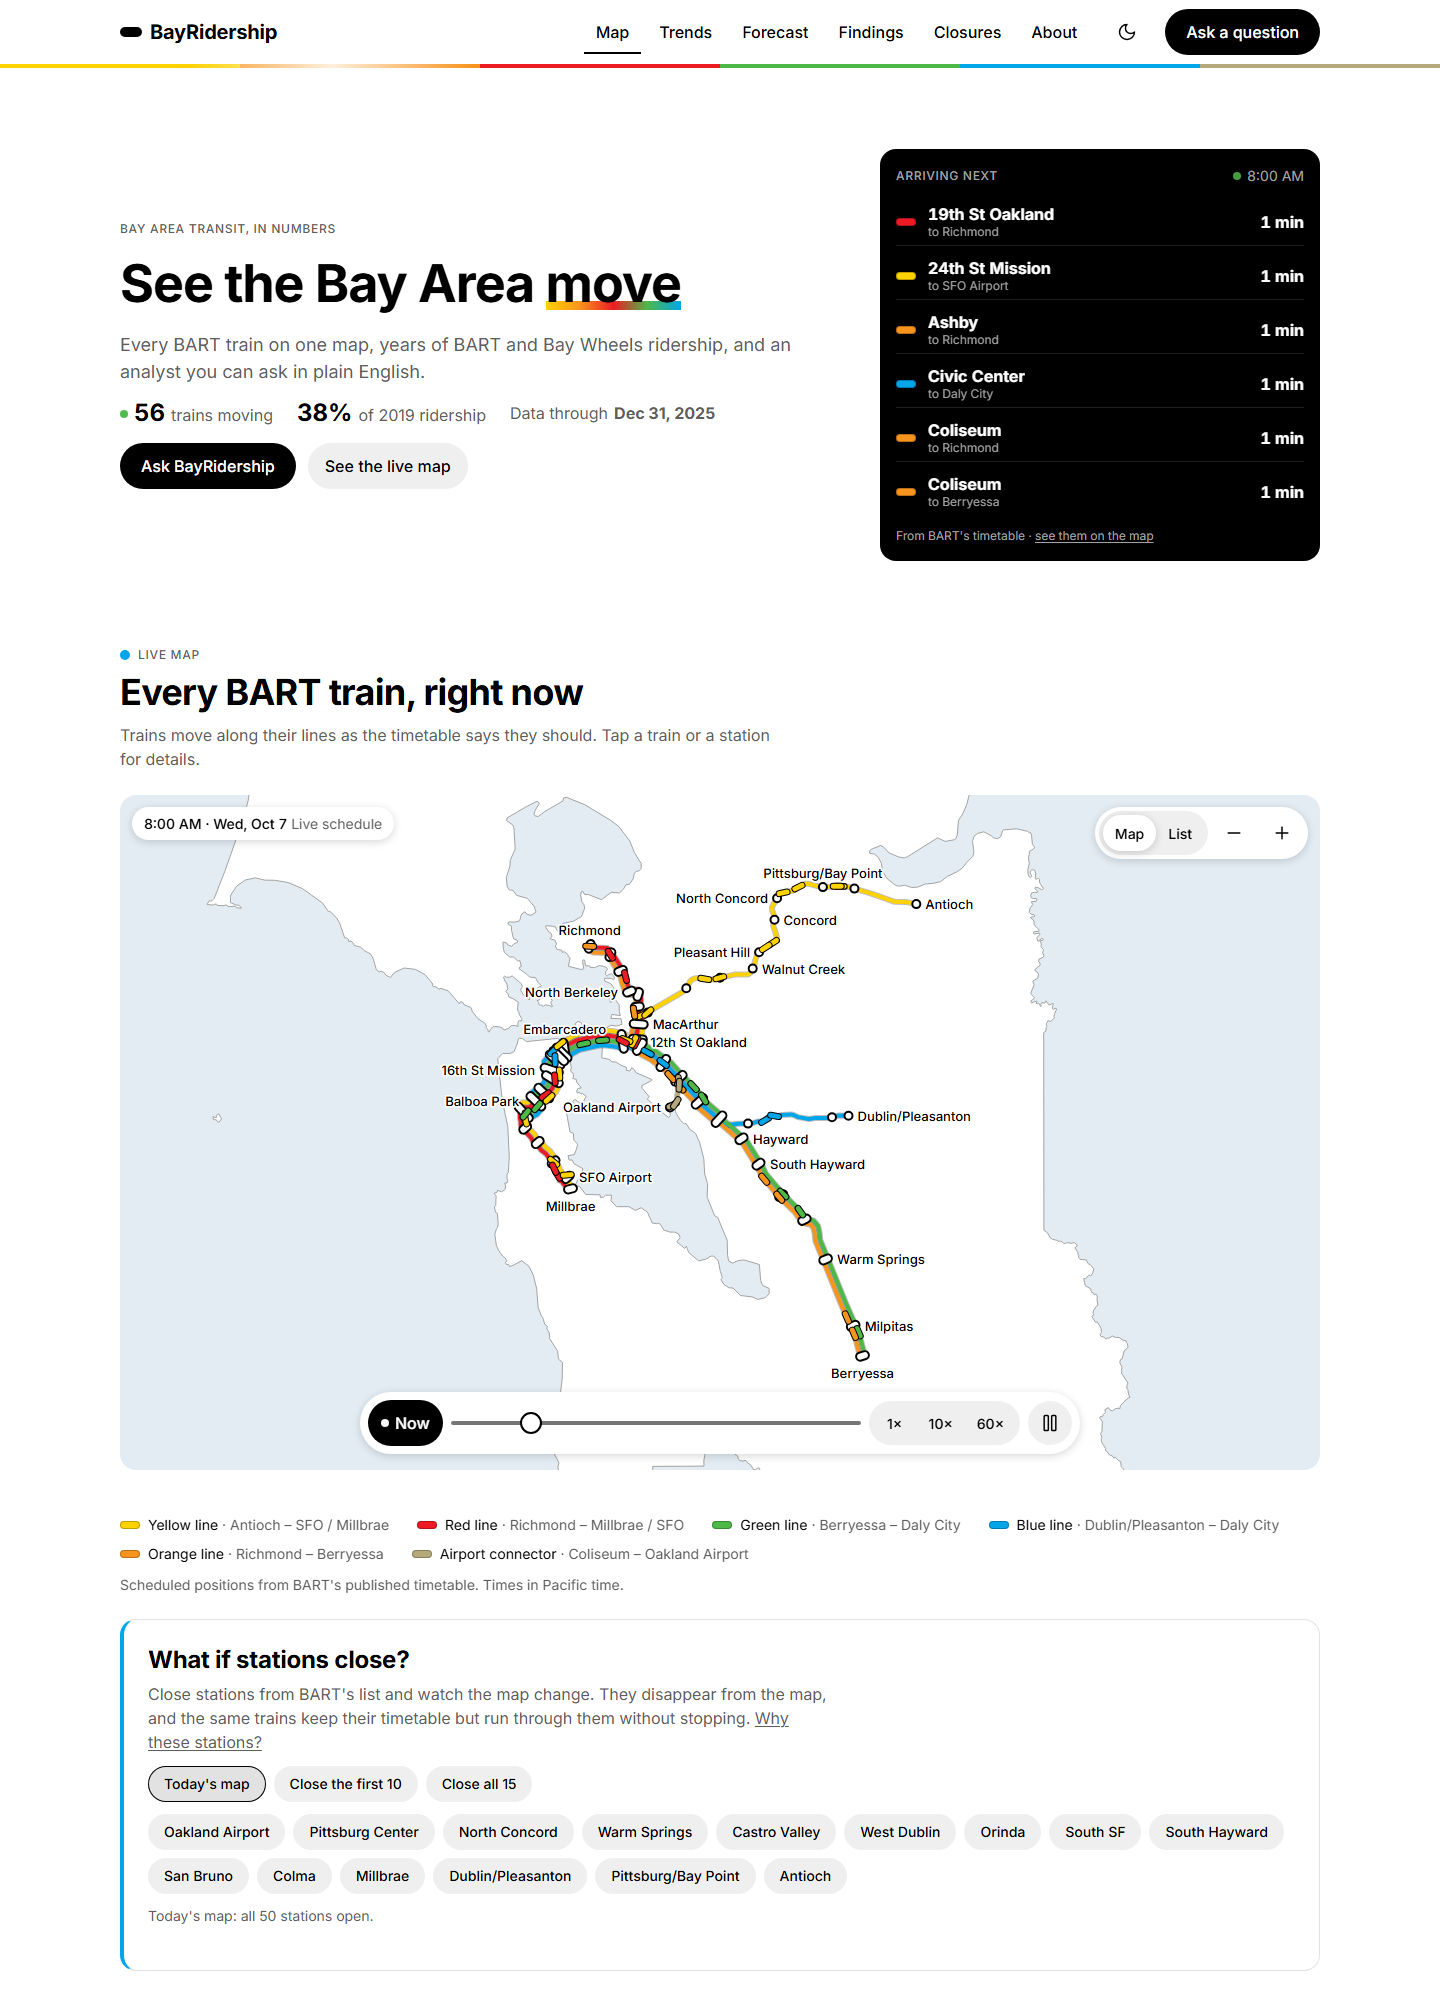 BayRidership
Map Trends Forecast Findings Closures About
Ask a question
BAY AREA TRANSIT, IN NUMBERS
See the Bay Area move
Every BART train on one map, years of BART and Bay Wheels ridership, and an
analyst you can ask in plain English.
56 trains moving 38% of 2019 ridership Data through Dec 31, 2025
Ask BayRidership See the live map
ARRIVING NEXT 8:00 AM
19th St Oakland
to Richmond
1 min
24th St Mission
to SFO Airport
1 min
Ashby
to Richmond
1 min
Civic Center
to Daly City
1 min
Coliseum
to Richmond
1 min
Coliseum
to Berryessa
1 min
From BART's timetable · see them on the map
LIVE MAP
Every BART train, right now
Trains move along their lines as the timetable says they should. Tap a train or a station
for details.
8:00 AM · Wed, Oct 7 Live schedule
Map List − +
Pittsburg/Bay Point
North Concord
Antioch
Concord
Richmond
Pleasant Hill
Walnut Creek
North Berkeley
MacArthur
Embarcadero
12th St Oakland
16th St Mission
Balboa Park
Oakland Airport
Dublin/Pleasanton
Hayward
South Hayward
SFO Airport
Millbrae
Warm Springs
Milpitas
Berryessa
Now 1× 10× 60×
Yellow line · Antioch – SFO / Millbrae Red line · Richmond – Millbrae / SFO Green line · Berryessa – Daly City Blue line · Dublin/Pleasanton – Daly City
Orange line · Richmond – Berryessa Airport connector · Coliseum – Oakland Airport
Scheduled positions from BART's published timetable. Times in Pacific time.
What if stations close?
Close stations from BART's list and watch the map change. They disappear from the map,
and the same trains keep their timetable but run through them without stopping. Why
these stations?
Today's map Close the first 10 Close all 15
Oakland Airport Pittsburg Center North Concord Warm Springs Castro Valley West Dublin Orinda South SF South Hayward
San Bruno Colma Millbrae Dublin/Pleasanton Pittsburg/Bay Point Antioch
Today's map: all 50 stations open.